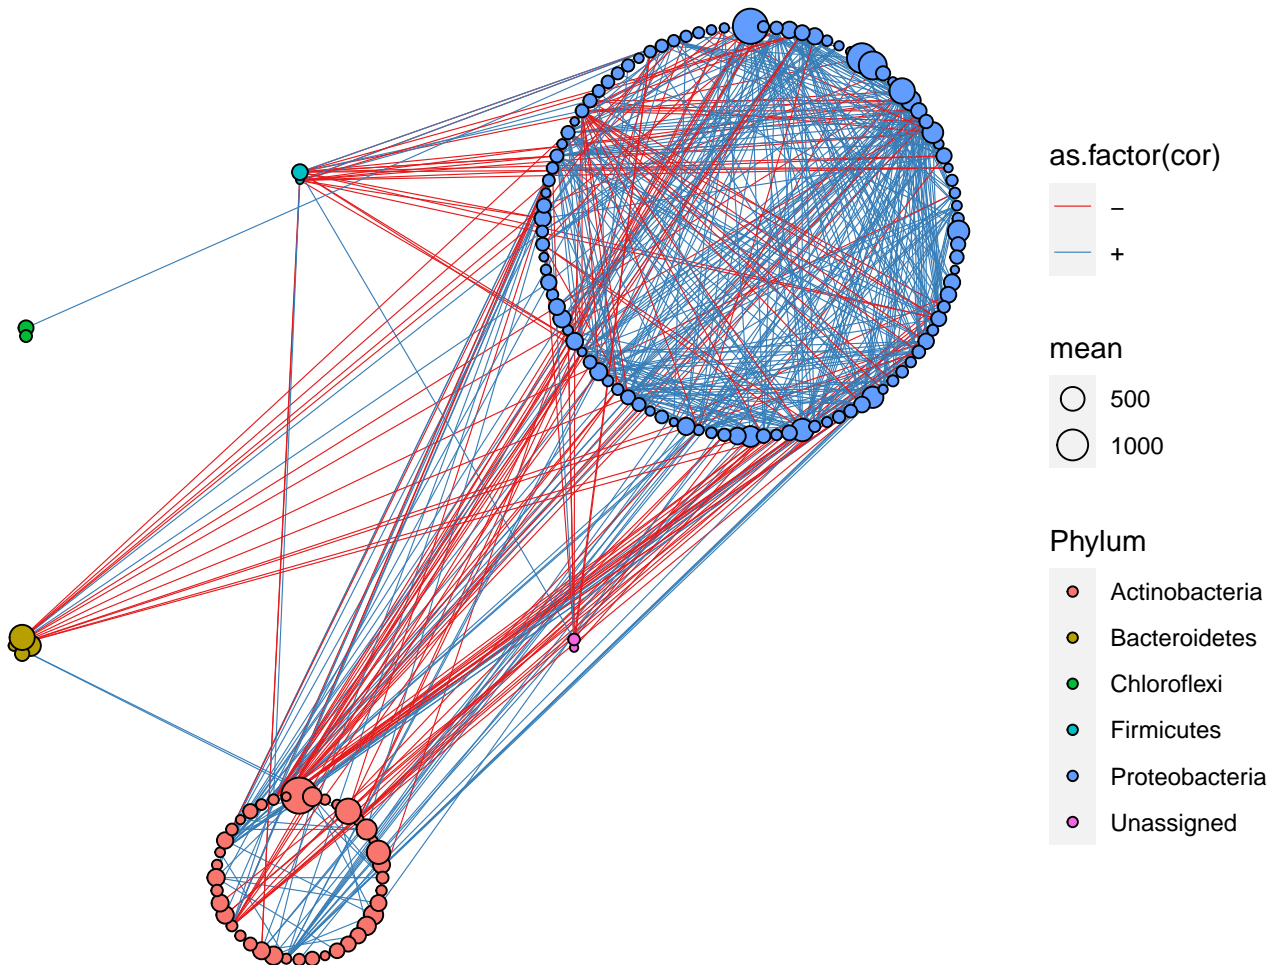 as.factor(cor)
−
+
mean
500
1000
Phylum
Actinobacteria
Bacteroidetes
Chloroflexi
Firmicutes
Proteobacteria
Unassigned